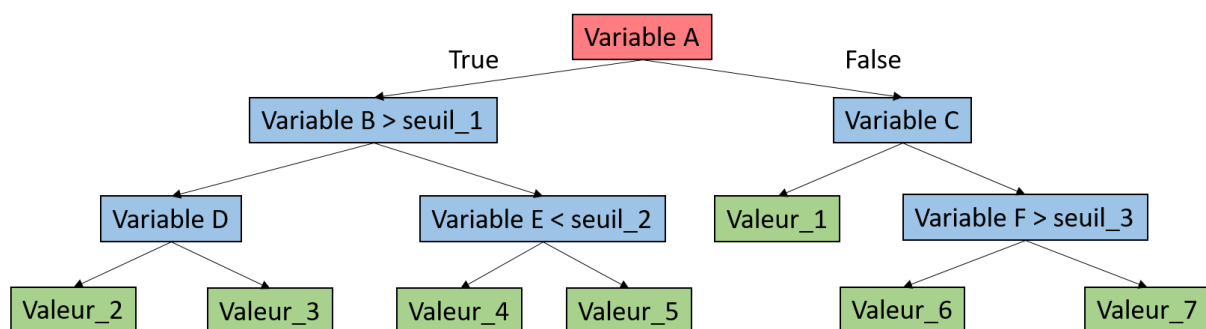 Variable A
True
False
Variable B > seuil_1
Variable C
Variable D
Variable E < seuil_2
Valeur_1
Variable F > seuil_3
Valeur_2
Valeur_3
Valeur_4
Valeur_5
Valeur_6
Valeur_7